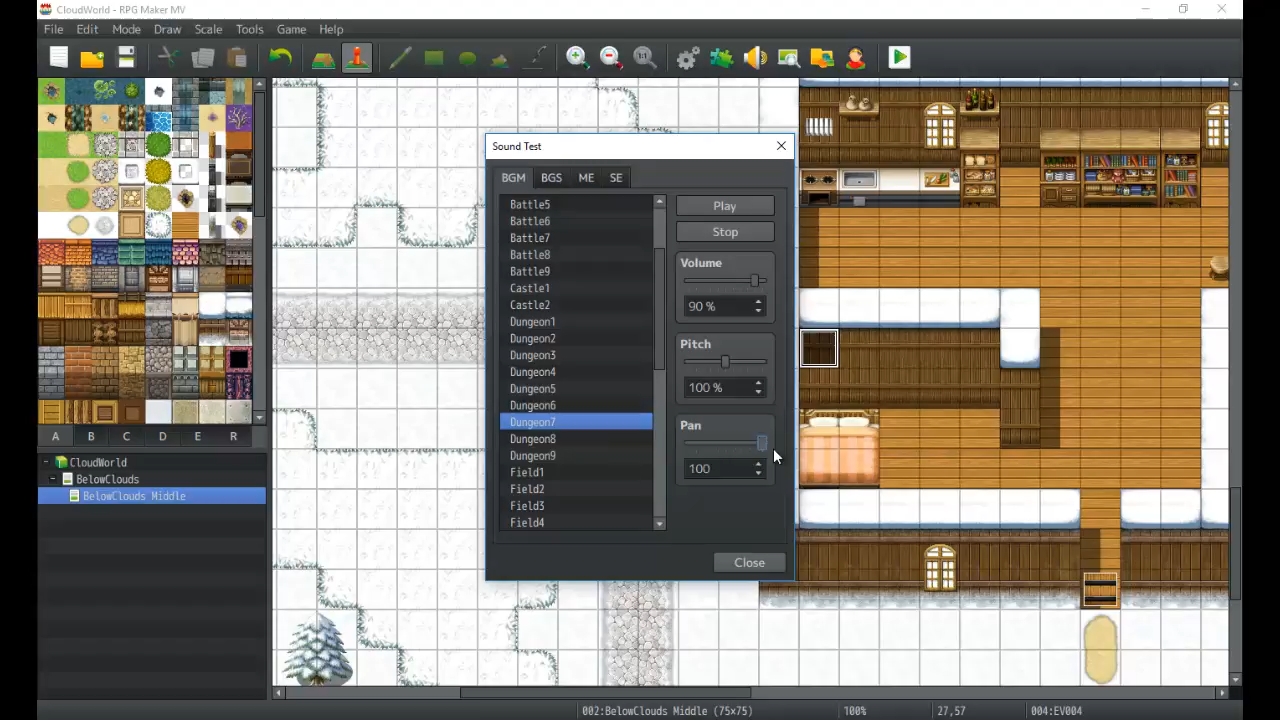 CloudWorld - RPG Maker MV
File Edit Mode Draw Scale Tools Game Help
1:1
Sound Test
BGM BGS ME SE
Battle5
Battle6
Battle7
Battle8
Battle9
Castle1
Castle2
Dungeon1
Dungeon2
Dungeon3
Dungeon4
Dungeon5
Dungeon6
Dungeon7
Dungeon8
Dungeon9
Field1
Field2
Field3
Field4
Play
Stop
Volume
90 %
Pitch
100 %
Pan
100
Close
A B C D E R
CloudWorld
BelowClouds
BelowClouds Middle
002:BelowClouds Middle (75x75) 100% 27,57 004:EV004